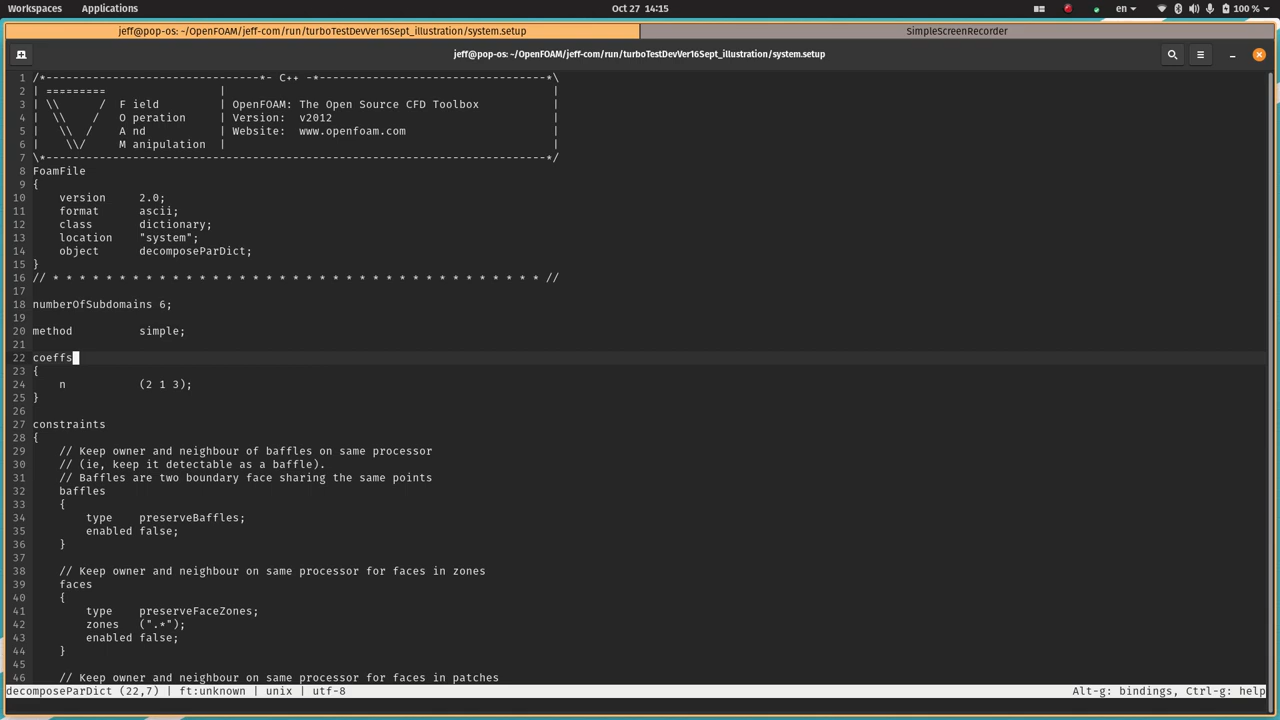 Workspaces Applications Oct 27 14:15 en 100 %
jeff@pop-os: ~/OpenFOAM/jeff-com/run/turboTestDevVer16Sept_illustration/system.setup SimpleScreenRecorder
jeff@pop-os: ~/OpenFOAM/jeff-com/run/turboTestDevVer16Sept_illustration/system.setup
1 /*--------------------------------*- C++ -*----------------------------------*\
2 | =========                 |                                                 |
3 | \\      /  F ield         | OpenFOAM: The Open Source CFD Toolbox           |
4 |  \\    /   O peration     | Version:  v2012                                 |
5 |   \\  /    A nd           | Website:  www.openfoam.com                      |
6 |    \\/     M anipulation  |                                                 |
7 \*---------------------------------------------------------------------------*/
8 FoamFile
9 {
10     version     2.0;
11     format      ascii;
12     class       dictionary;
13     location    "system";
14     object      decomposeParDict;
15 }
16 // * * * * * * * * * * * * * * * * * * * * * * * * * * * * * * * * * * * * * //
17
18 numberOfSubdomains 6;
19
20 method          simple;
21
22 coeffs
23 {
24     n           (2 1 3);
25 }
26
27 constraints
28 {
29     // Keep owner and neighbour of baffles on same processor
30     // (ie, keep it detectable as a baffle).
31     // Baffles are two boundary face sharing the same points
32     baffles
33     {
34         type    preserveBaffles;
35         enabled false;
36     }
37
38     // Keep owner and neighbour on same processor for faces in zones
39     faces
40     {
41         type    preserveFaceZones;
42         zones   (".*");
43         enabled false;
44     }
45
46     // Keep owner and neighbour on same processor for faces in patches
decomposeParDict (22,7) | ft:unknown | unix | utf-8 Alt-g: bindings, Ctrl-g: help